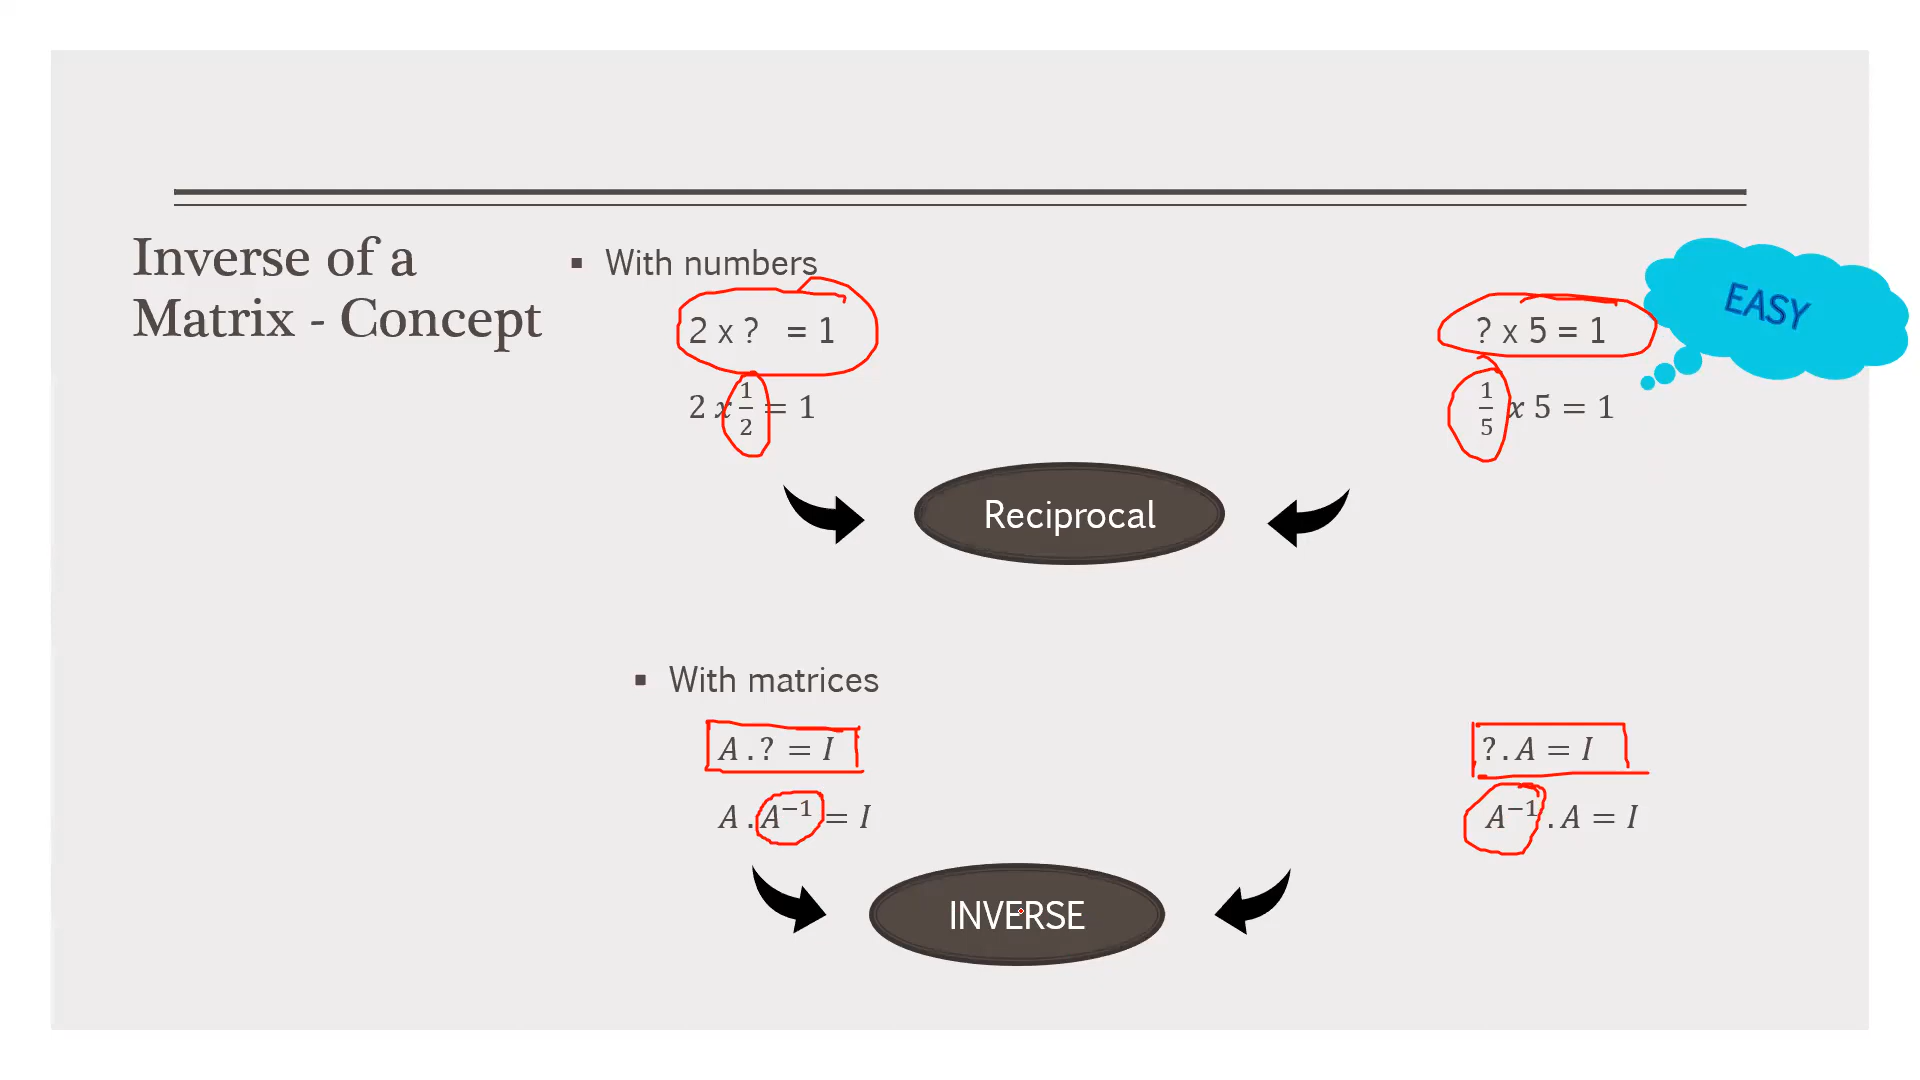 Inverse of a
Matrix - Concept
▪ With numbers
2 x ? = 1
? x 5 = 1
EASY
2 x 1/2 = 1
1/5 x 5 = 1
Reciprocal
▪ With matrices
A . ? = I
? . A = I
A . A⁻¹ = I
A⁻¹ . A = I
INVERSE